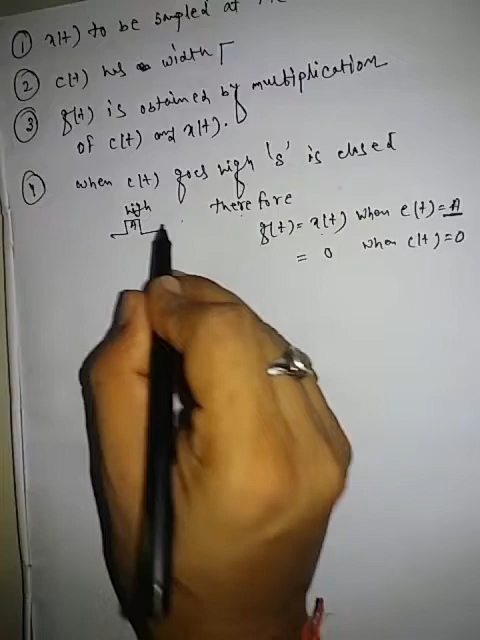 ① x(t) to be sampled at
② c(t) has width Γ
③ g(t) is obtained by multiplication
of c(t) and x(t).
④ when c(t) goes high 's' is closed
high
A
therefore
g(t) = x(t) when c(t) = A
= 0 when c(t) = 0